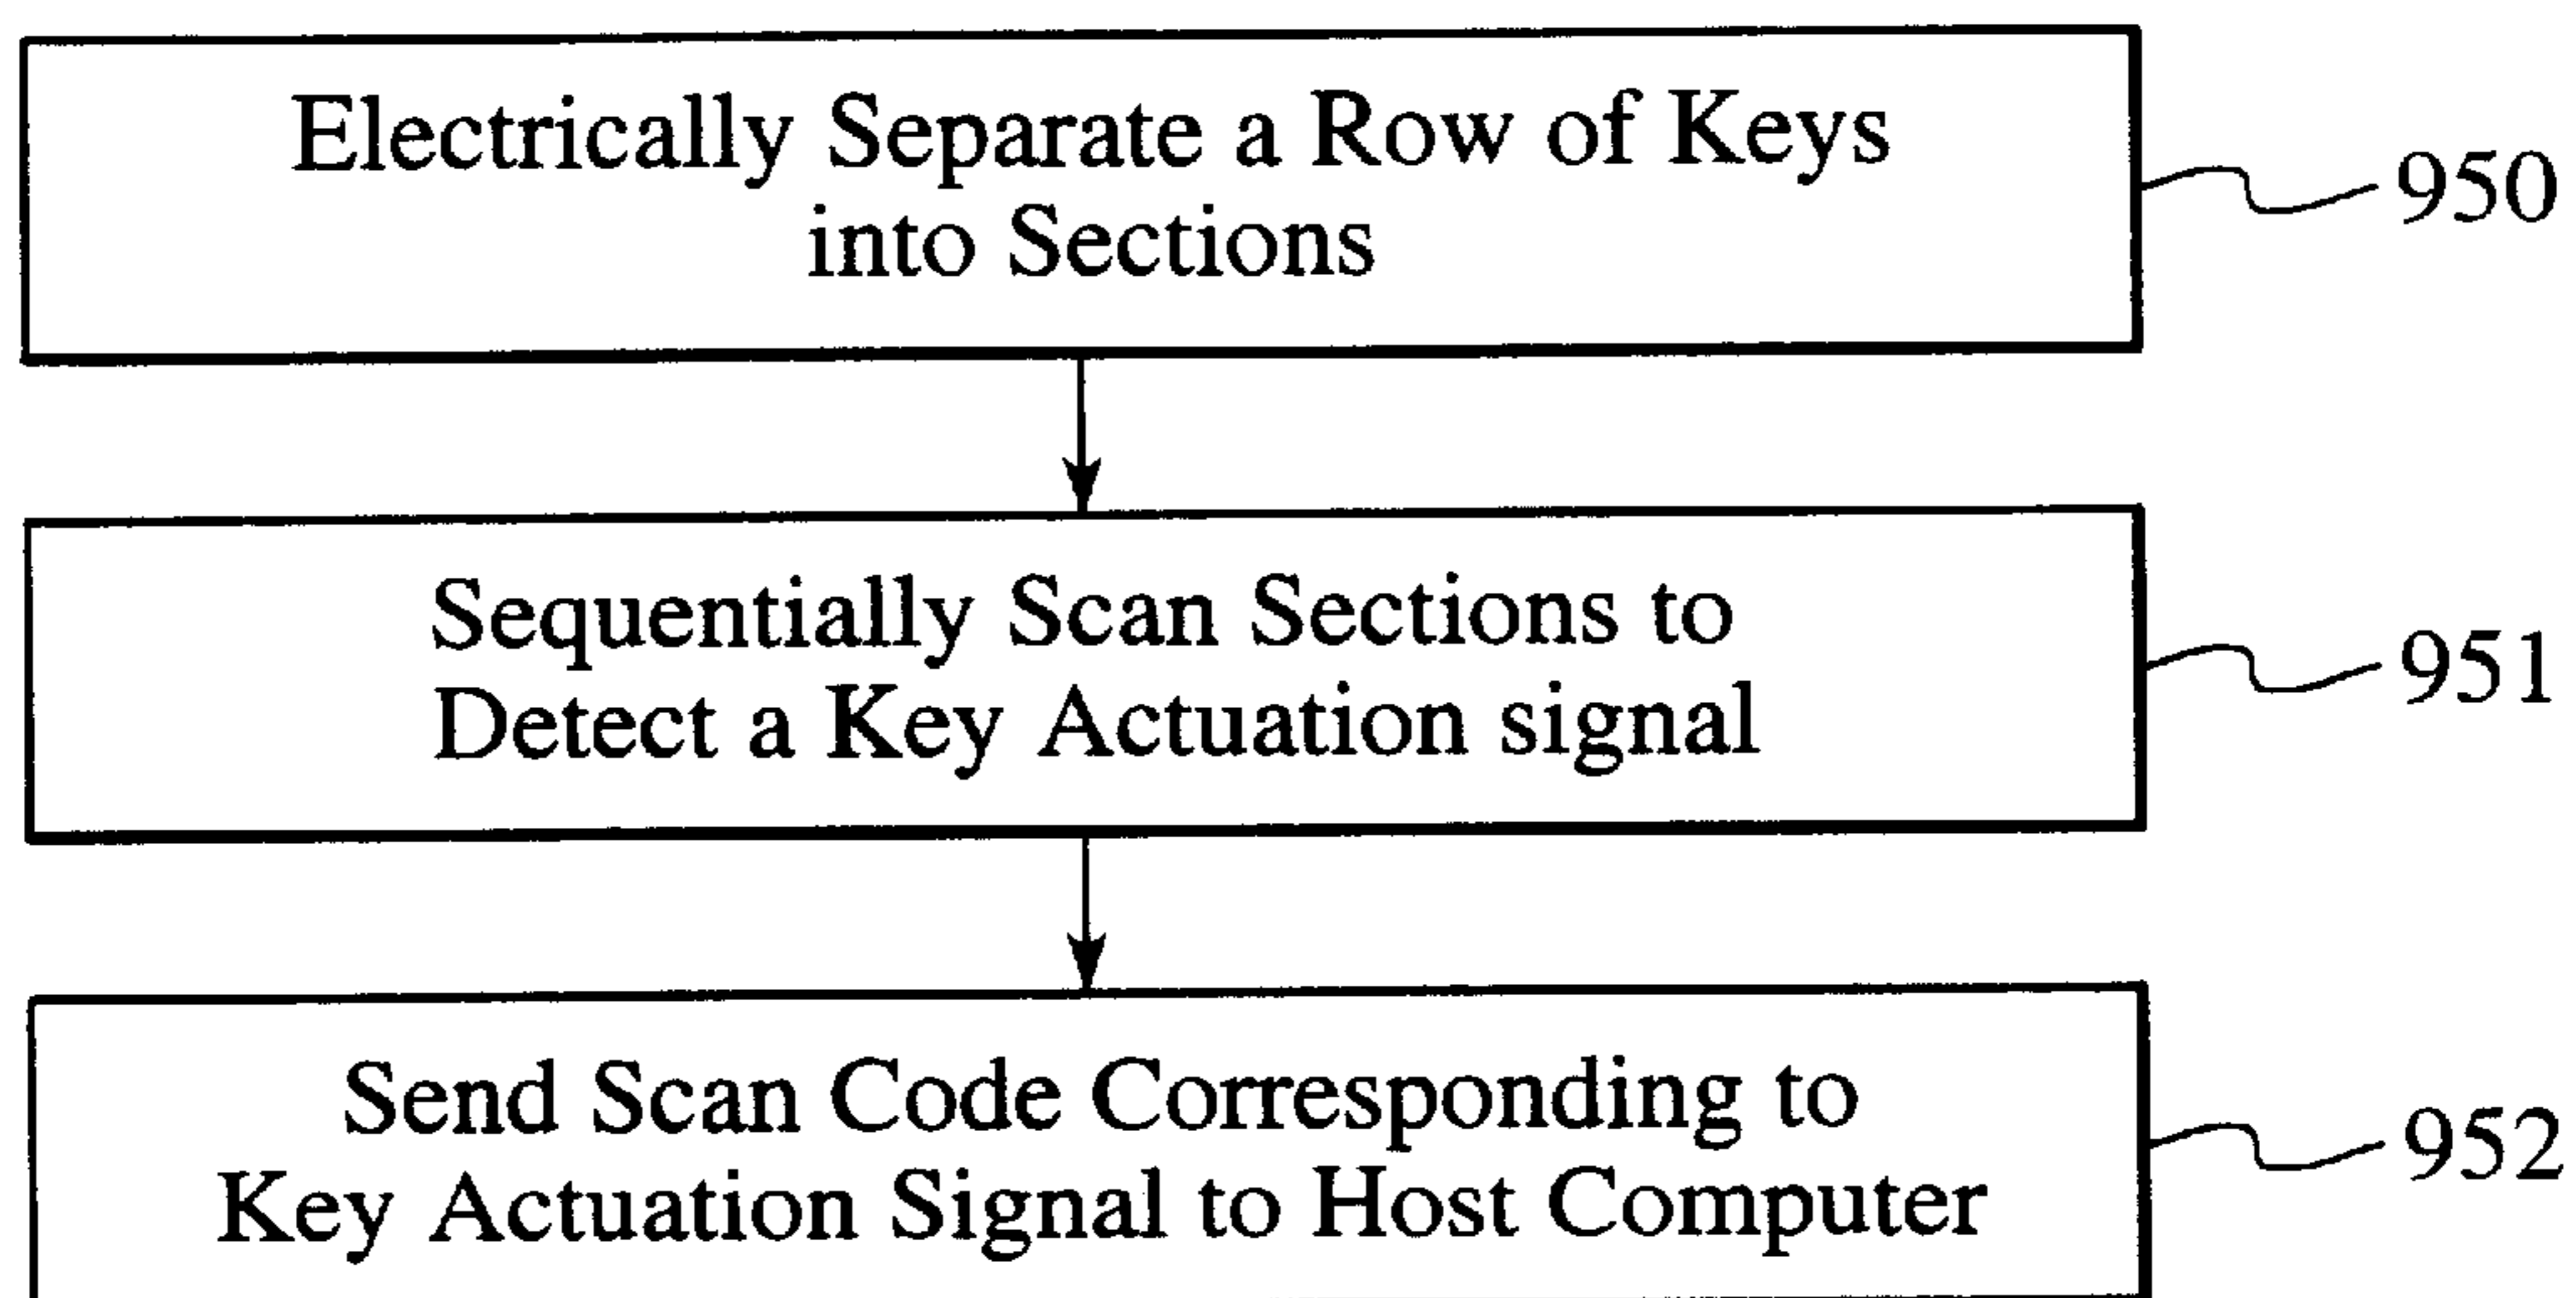 Electrically Separate a Row of Keys
into Sections
950
Sequentially Scan Sections to
Detect a Key Actuation signal
951
Send Scan Code Corresponding to
Key Actuation Signal to Host Computer
952